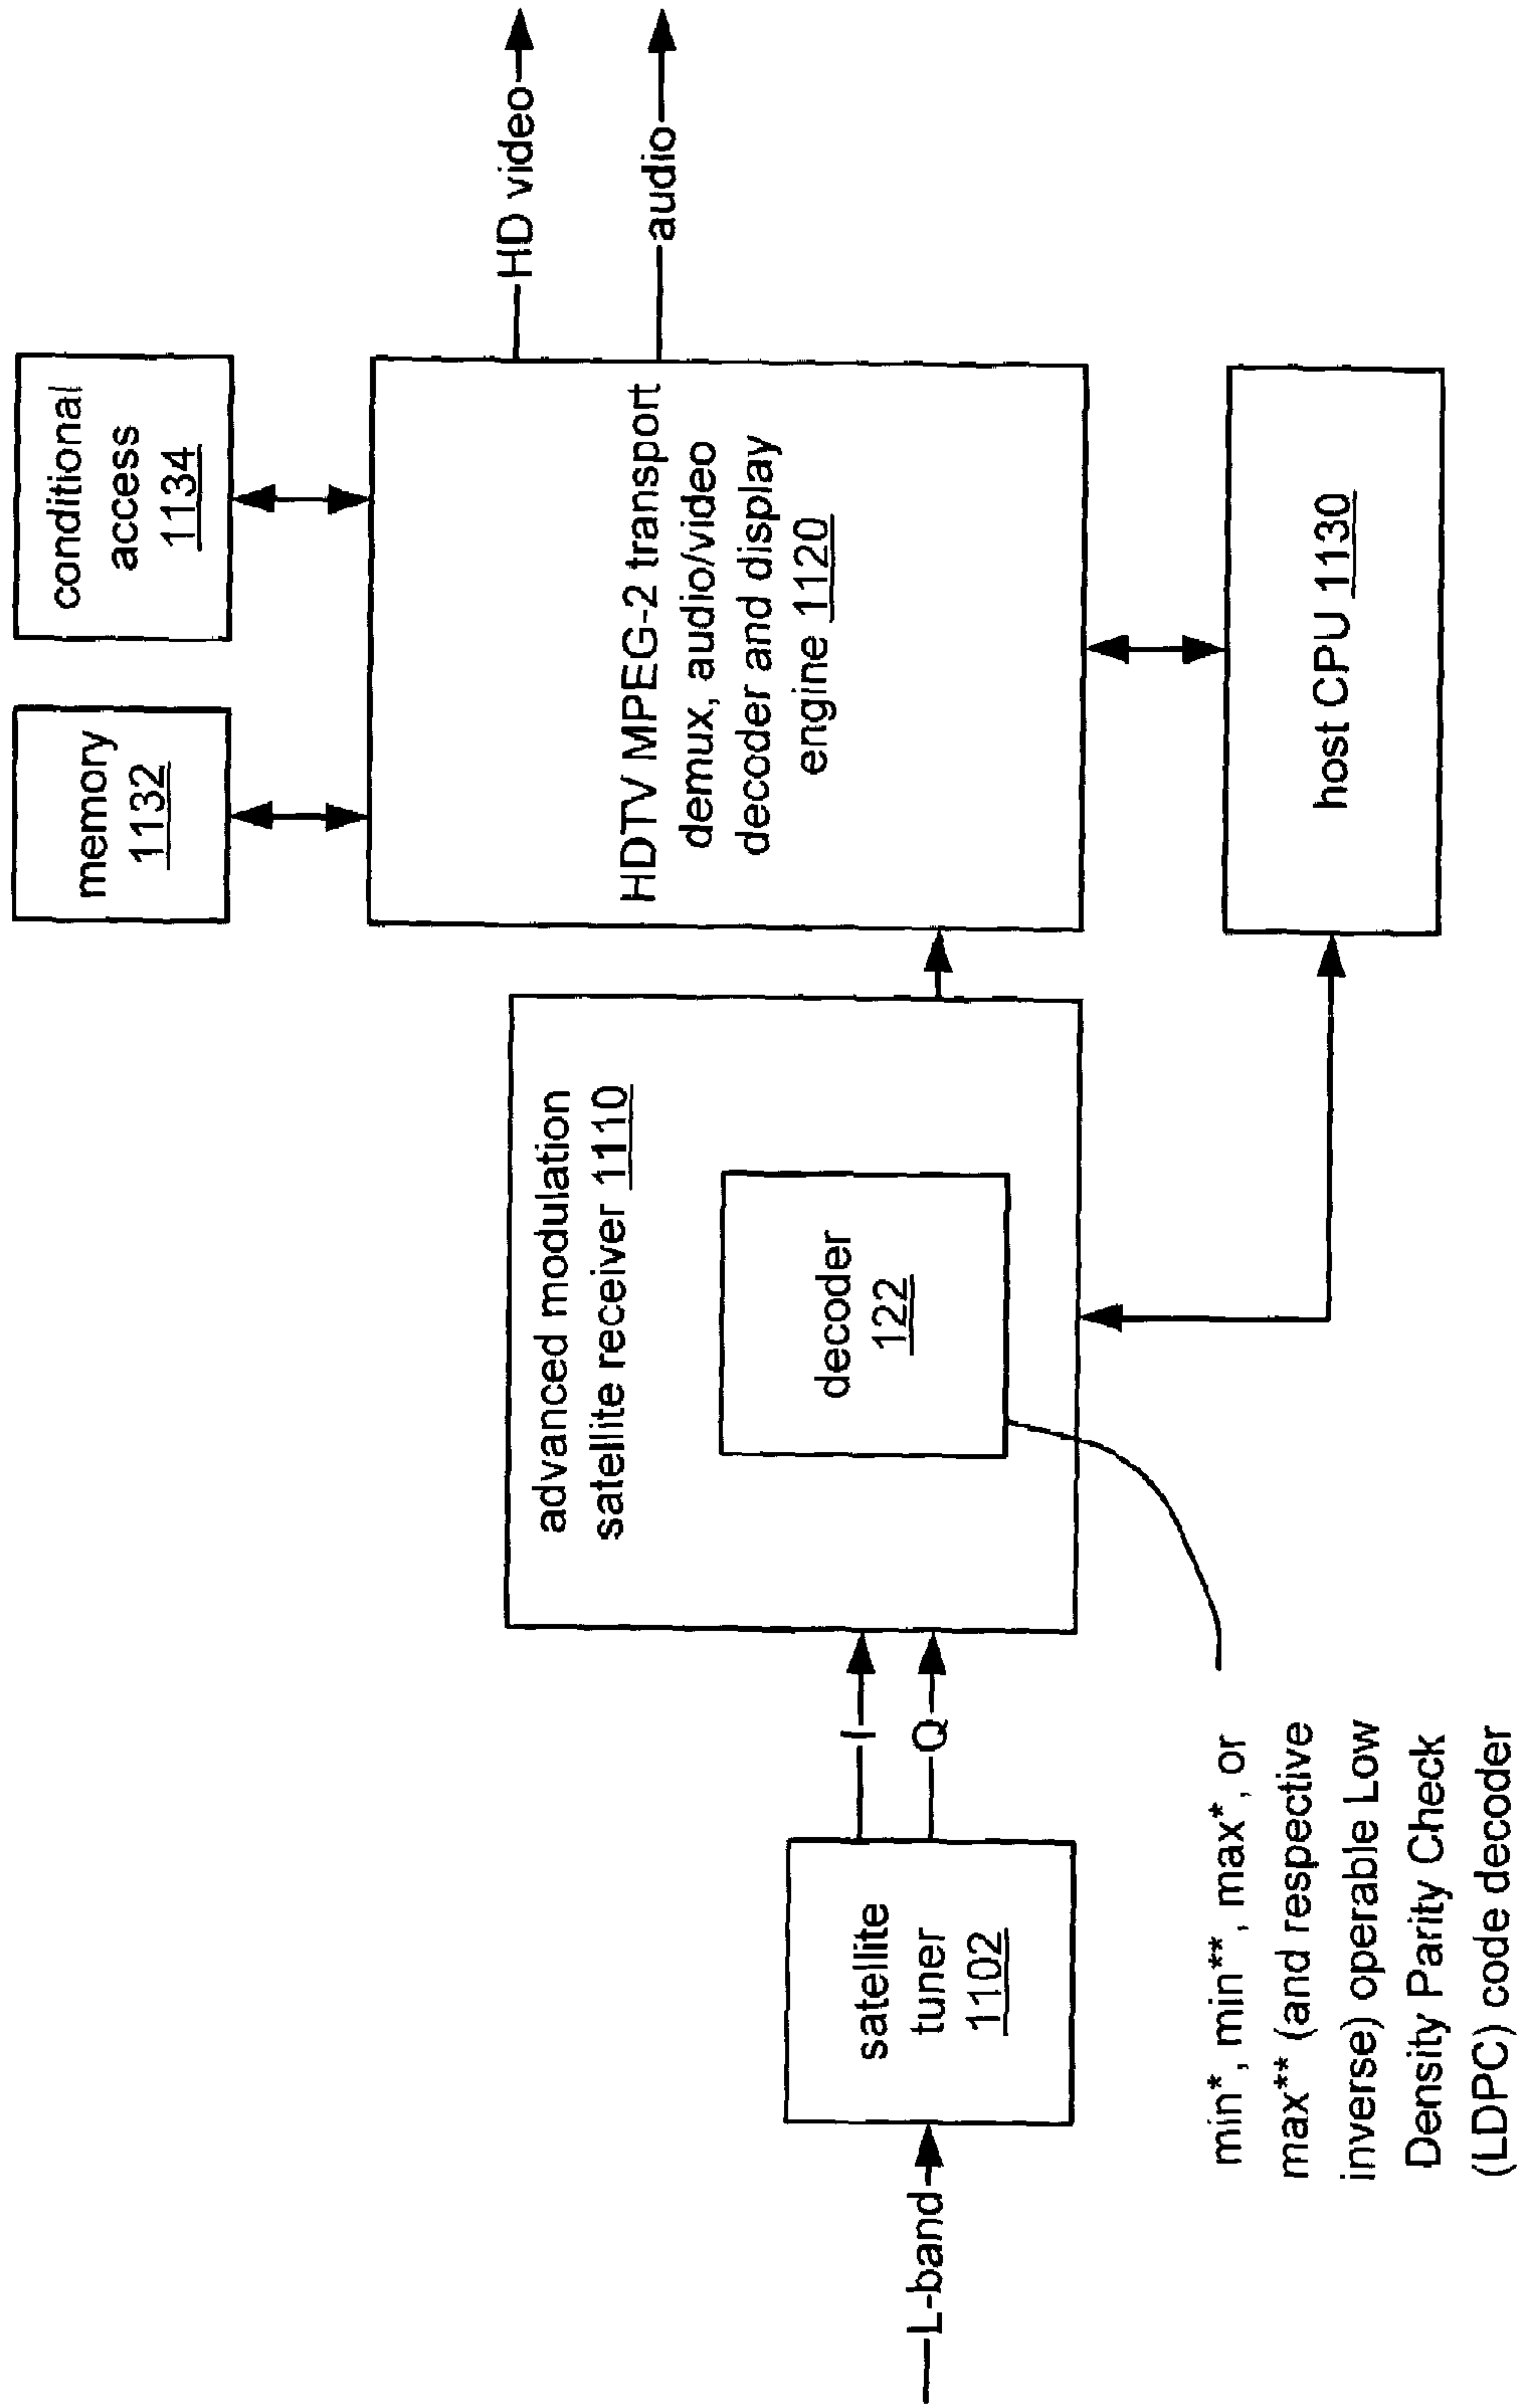 L-band
satellite
tuner
1102
I
Q
advanced modulation
satellite receiver 1110
decoder
122
min*, min**, max*, or
max** (and respective
inverse) operable Low
Density Parity Check
(LDPC) code decoder
memory
1132
conditional
access
1134
HDTV MPEG-2 transport
demux, audio/video
decoder and display
engine 1120
host CPU 1130
HD video
audio